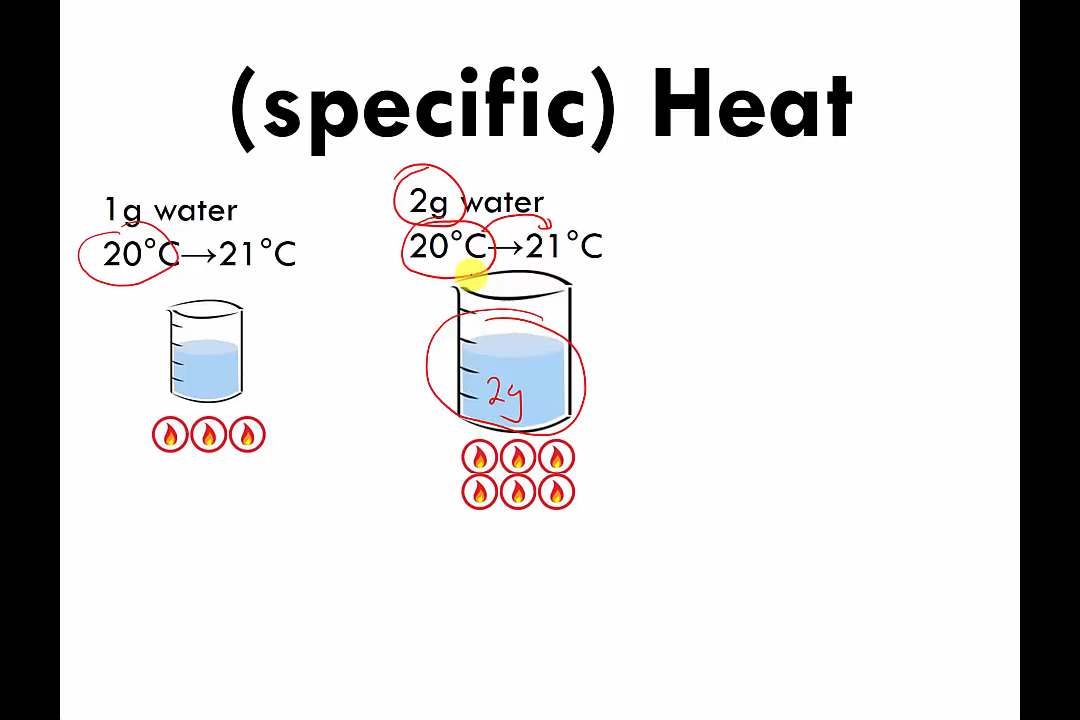 (specific) Heat
1g water
20°C→21°C
2g water
20°C→21°C
2g